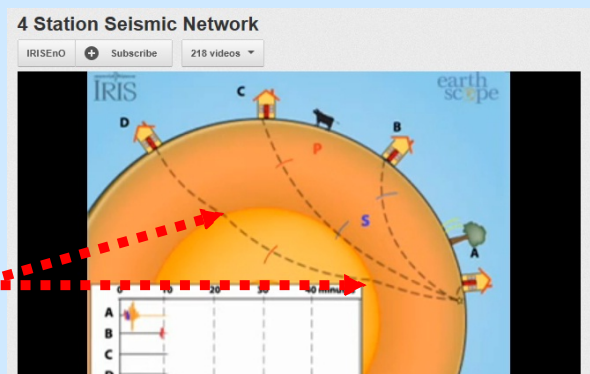 4 Station Seismic Network
IRISEnO + Subscribe 218 videos
IRIS
earth
scope
C
D
B
P
S
A
0 10 20 30 40 minutes
A
B
C
D